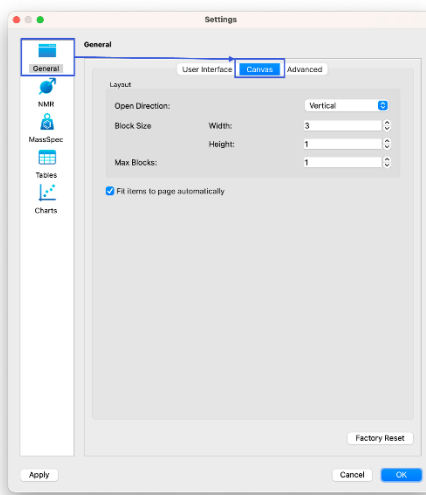 Settings
General
General
NMR
MassSpec
Tables
Charts
User Interface Canvas Advanced
Layout
Open Direction: Vertical
Block Size Width: 3
Height: 1
Max Blocks: 1
Fit items to page automatically
Factory Reset
Apply Cancel OK